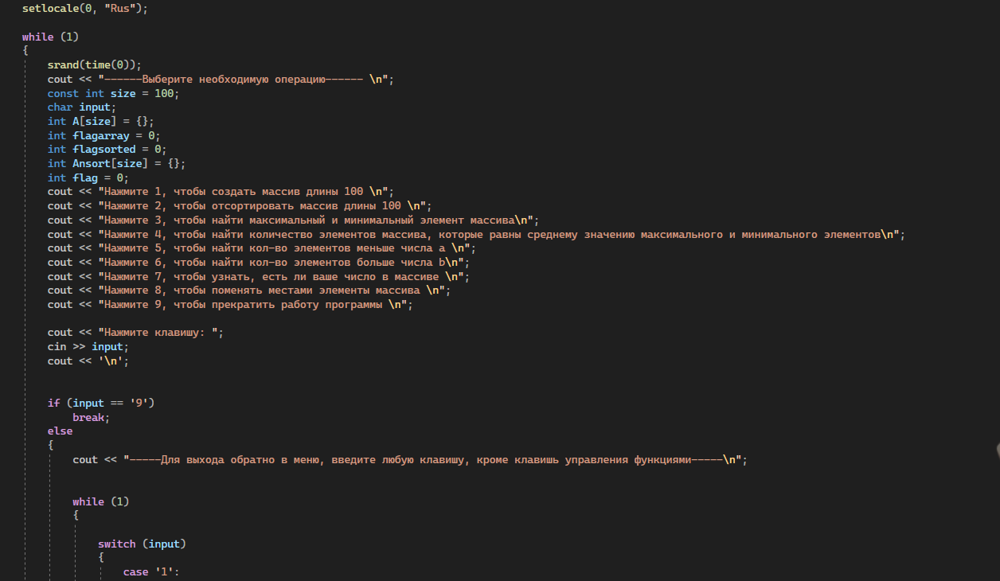 setlocale(0, "Rus");
while (1)
{
srand(time(0));
cout << "------Выберите необходимую операцию------ \n";
const int size = 100;
char input;
int A[size] = {};
int flagarray = 0;
int flagsorted = 0;
int Ansort[size] = {};
int flag = 0;
cout << "Нажмите 1, чтобы создать массив длины 100 \n";
cout << "Нажмите 2, чтобы отсортировать массив длины 100 \n";
cout << "Нажмите 3, чтобы найти максимальный и минимальный элемент массива\n";
cout << "Нажмите 4, чтобы найти количество элементов массива, которые равны среднему значению максимального и минимального элементов\n";
cout << "Нажмите 5, чтобы найти кол-во элементов меньше числа a \n";
cout << "Нажмите 6, чтобы найти кол-во элементов больше числа b\n";
cout << "Нажмите 7, чтобы узнать, есть ли ваше число в массиве \n";
cout << "Нажмите 8, чтобы поменять местами элементы массива \n";
cout << "Нажмите 9, чтобы прекратить работу программы \n";
cout << "Нажмите клавишу: ";
cin >> input;
cout << '\n';
if (input == '9')
break;
else
{
cout << "-----Для выхода обратно в меню, введите любую клавишу, кроме клавишь управления функциями-----\n";
while (1)
{
switch (input)
{
case '1':